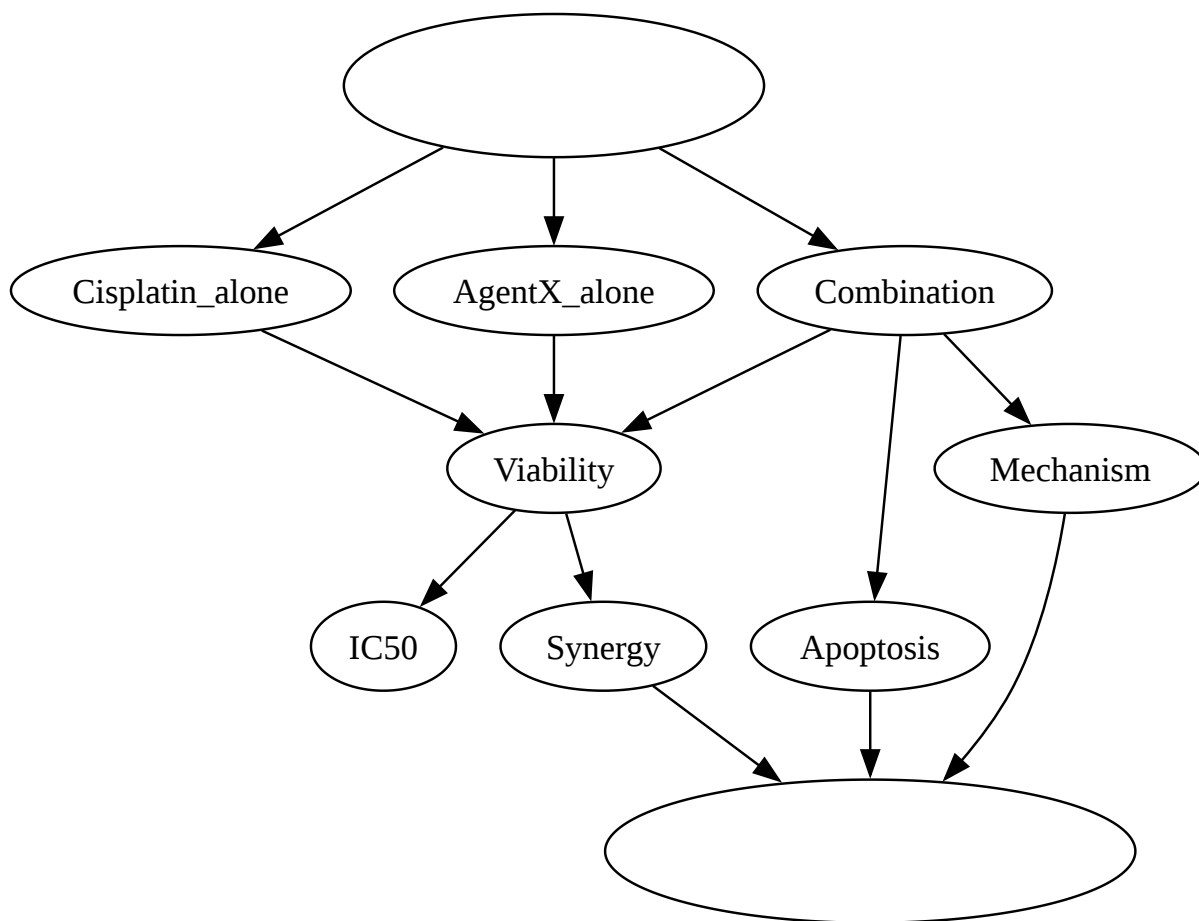 Cisplatin_alone
AgentX_alone
Combination
Viability
Mechanism
IC50
Synergy
Apoptosis